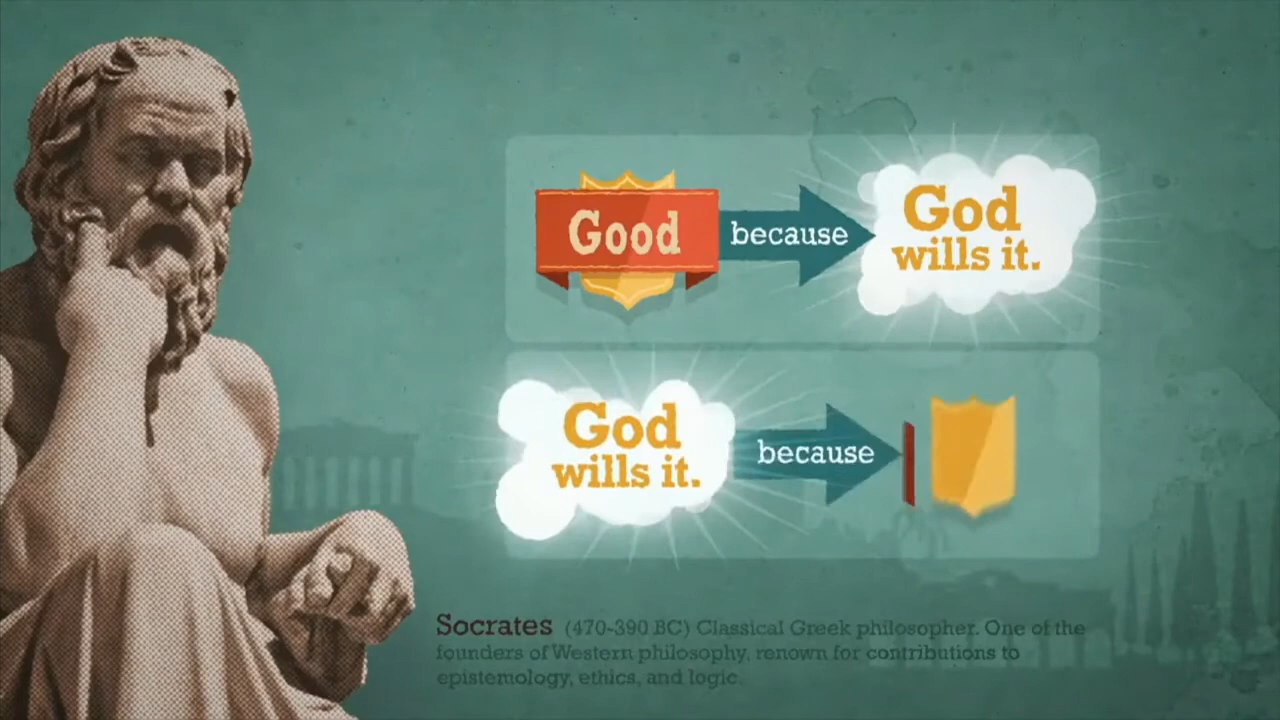 Good because God
wills it.
God
wills it. because
Socrates (470-390 BC) Classical Greek philosopher. One of the
founders of Western philosophy, renown for contributions to
epistemology, ethics, and logic.